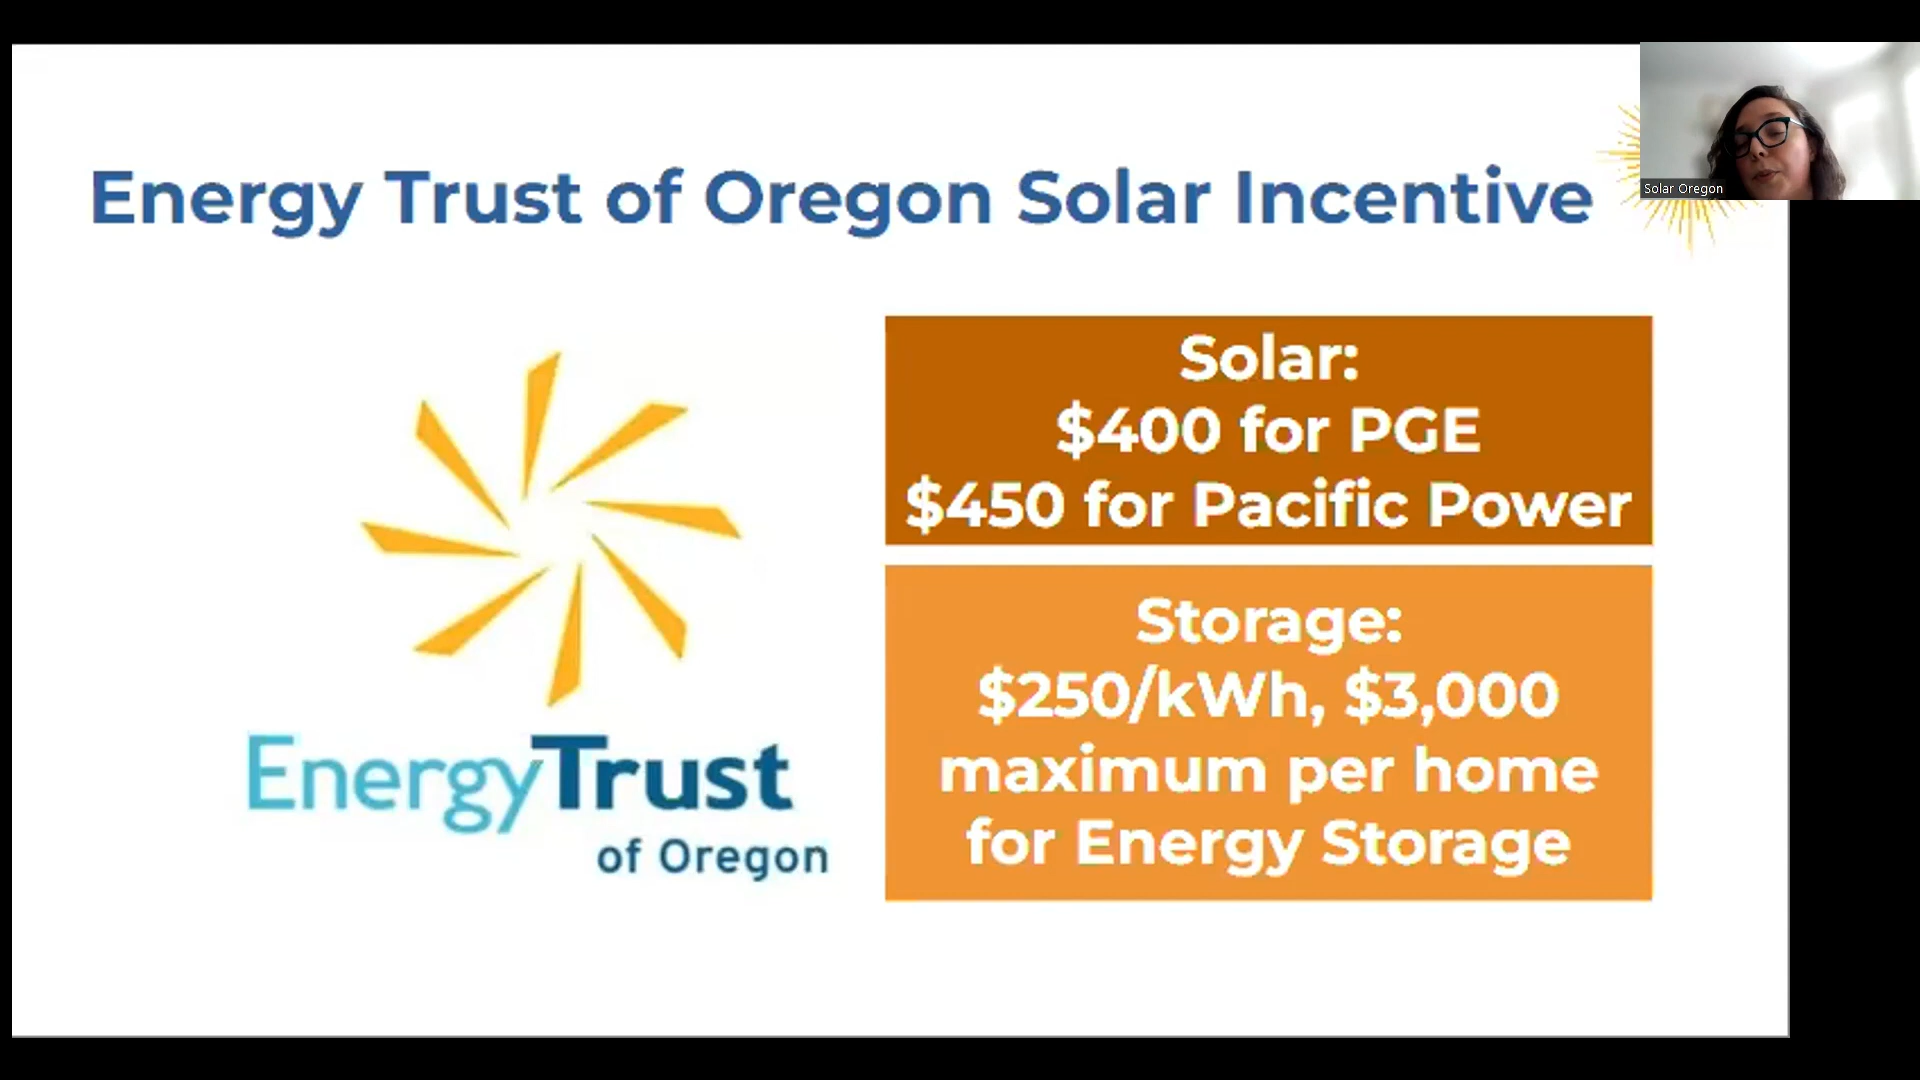 Energy Trust of Oregon Solar Incentive
Solar Oregon
Solar:
$400 for PGE
$450 for Pacific Power
Storage:
$250/kWh, $3,000
maximum per home
for Energy Storage
EnergyTrust
of Oregon